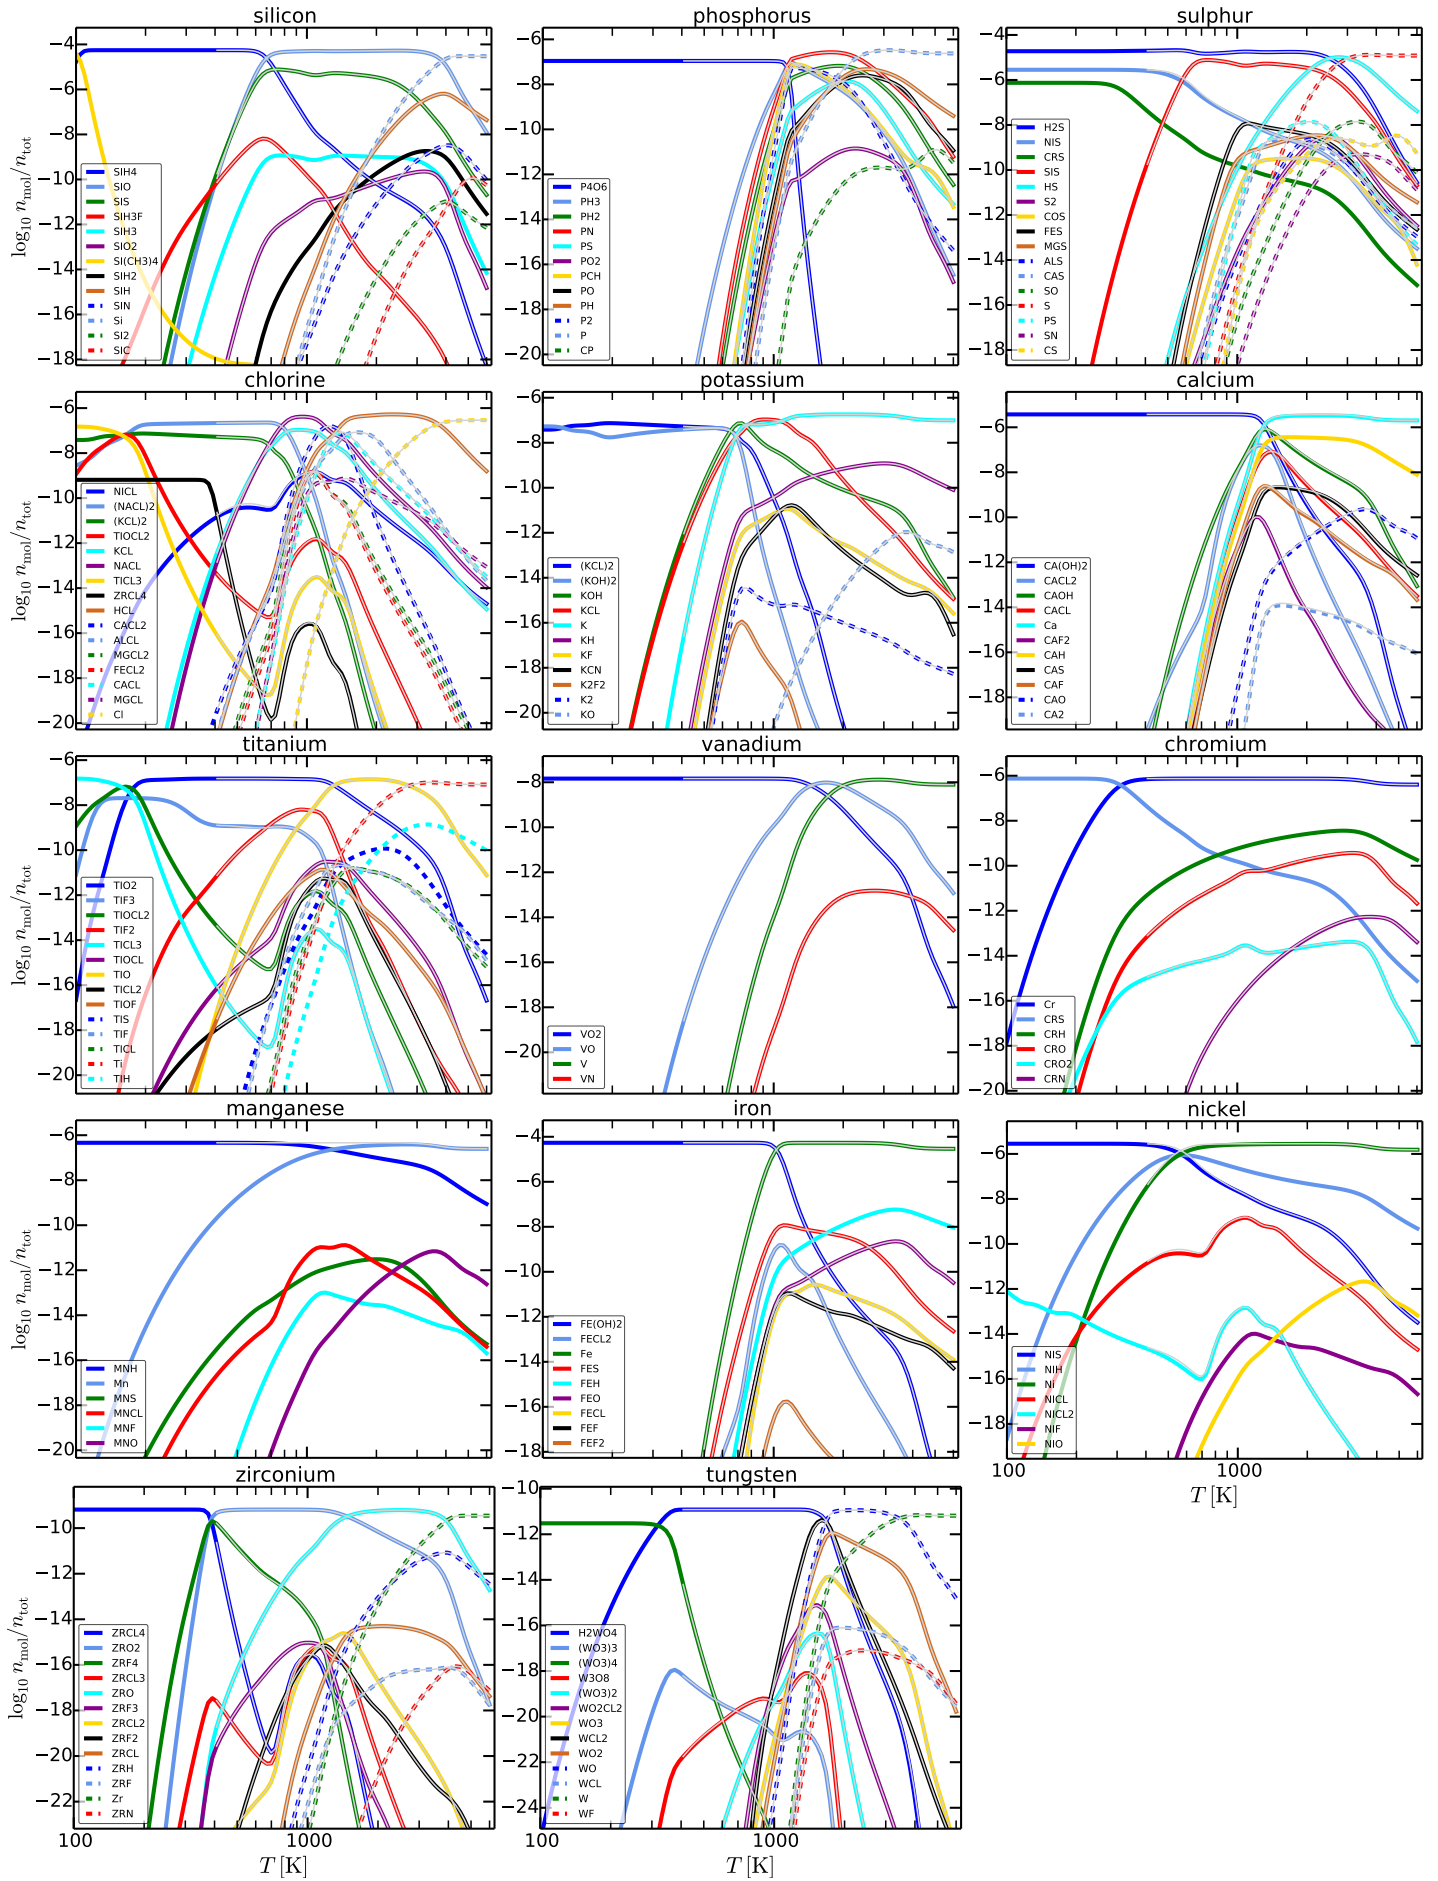 silicon
phosphorus
sulphur
log10 nmol/ntot
−4
−6
−8
−10
−12
−14
−16
−18
SIH4
SIO
SIS
SIH3F
SIH3
SIO2
SI(CH3)4
SIH2
SIH
SIN
Si
SI2
SIC
−6
−8
−10
−12
−14
−16
−18
−20
P4O6
PH3
PH2
PN
PS
PO2
PCH
PO
PH
P2
P
CP
−4
−6
−8
−10
−12
−14
−16
−18
H2S
NIS
CRS
SIS
HS
S2
COS
FES
MGS
ALS
CAS
SO
S
PS
SN
CS
chlorine
potassium
calcium
log10 nmol/ntot
−6
−8
−10
−12
−14
−16
−18
−20
NICL
(NACL)2
(KCL)2
TIOCL2
KCL
NACL
TICL3
ZRCL4
HCL
CACL2
ALCL
MGCL2
FECL2
CACL
MGCL
Cl
−6
−8
−10
−12
−14
−16
−18
−20
(KCL)2
(KOH)2
KOH
KCL
K
KH
KF
KCN
K2F2
K2
KO
−6
−8
−10
−12
−14
−16
−18
CA(OH)2
CACL2
CAOH
CACL
Ca
CAF2
CAH
CAS
CAF
CAO
CA2
titanium
vanadium
chromium
log10 nmol/ntot
−6
−8
−10
−12
−14
−16
−18
−20
TIO2
TIF3
TIOCL2
TIF2
TICL3
TIOCL
TIO
TICL2
TIOF
TIS
TIF
TICL
Ti
TIH
−8
−10
−12
−14
−16
−18
−20
VO2
VO
V
VN
−6
−8
−10
−12
−14
−16
−18
−20
Cr
CRS
CRH
CRO
CRO2
CRN
manganese
iron
nickel
log10 nmol/ntot
−6
−8
−10
−12
−14
−16
−18
−20
MNH
Mn
MNS
MNCL
MNF
MNO
−4
−6
−8
−10
−12
−14
−16
−18
FE(OH)2
FECL2
Fe
FES
FEH
FEO
FECL
FEF
FEF2
−6
−8
−10
−12
−14
−16
−18
NIS
NIH
Ni
NICL
NICL2
NIF
NIO
100
1000
T [K]
zirconium
tungsten
log10 nmol/ntot
−10
−12
−14
−16
−18
−20
−22
ZRCL4
ZRO2
ZRF4
ZRCL3
ZRO
ZRF3
ZRCL2
ZRF2
ZRCL
ZRH
ZRF
Zr
ZRN
100
1000
T [K]
−10
−12
−14
−16
−18
−20
−22
−24
H2WO4
(WO3)3
(WO3)4
W3O8
(WO3)2
WO2CL2
WO3
WCL2
WO2
WO
WCL
W
WF
100
1000
T [K]